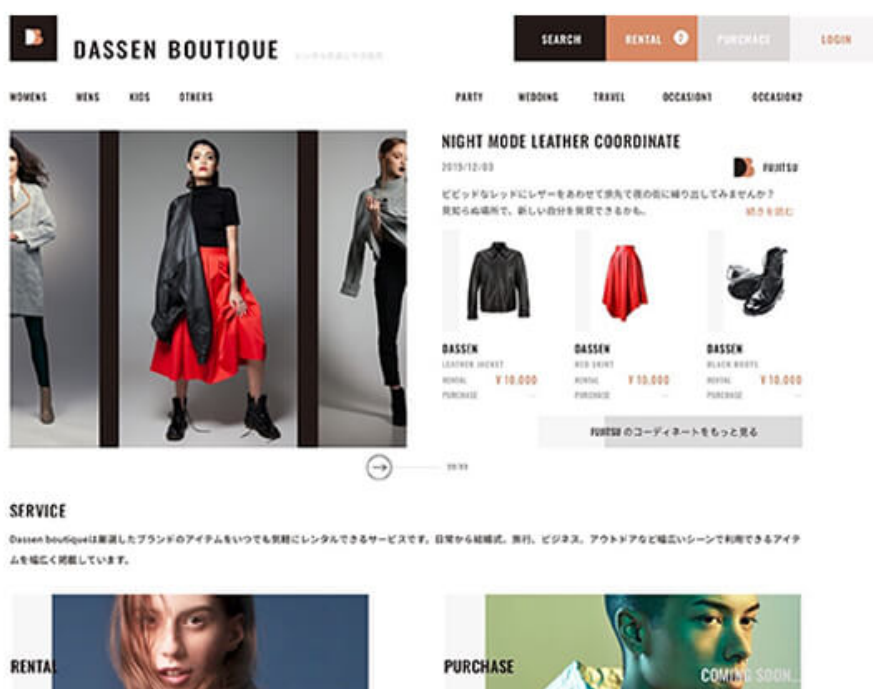 DASSEN BOUTIQUE
SEARCH
RENTAL
PURCHASE
LOGIN
WOMENS MENS KIDS OTHERS
PARTY WEDDING TRAVEL OCCASION1 OCCASION2
NIGHT MODE LEATHER COORDINATE
2019/12/03
FUJITSU
ビビッドなレッドにレザーをあわせて旅先で夜の街に繰り出してみませんか?
見知らぬ場所で、新しい自分を発見できるかも。
続きを読む
DASSEN
LEATHER JACKET
RENTAL ¥10,000
PURCHASE —
DASSEN
RED SKIRT
RENTAL ¥10,000
PURCHASE —
DASSEN
BLACK BOOTS
RENTAL ¥10,000
PURCHASE —
FUJITSU のコーディネートをもっと見る
SERVICE
Dassen boutiqueは厳選したブランドのアイテムをいつでも気軽にレンタルできるサービスです。日常から結婚式、旅行、ビジネス、アウトドアなど幅広いシーンで利用できるアイテ
ムを幅広く掲載しています。
RENTAL
PURCHASE
COMING SOON...